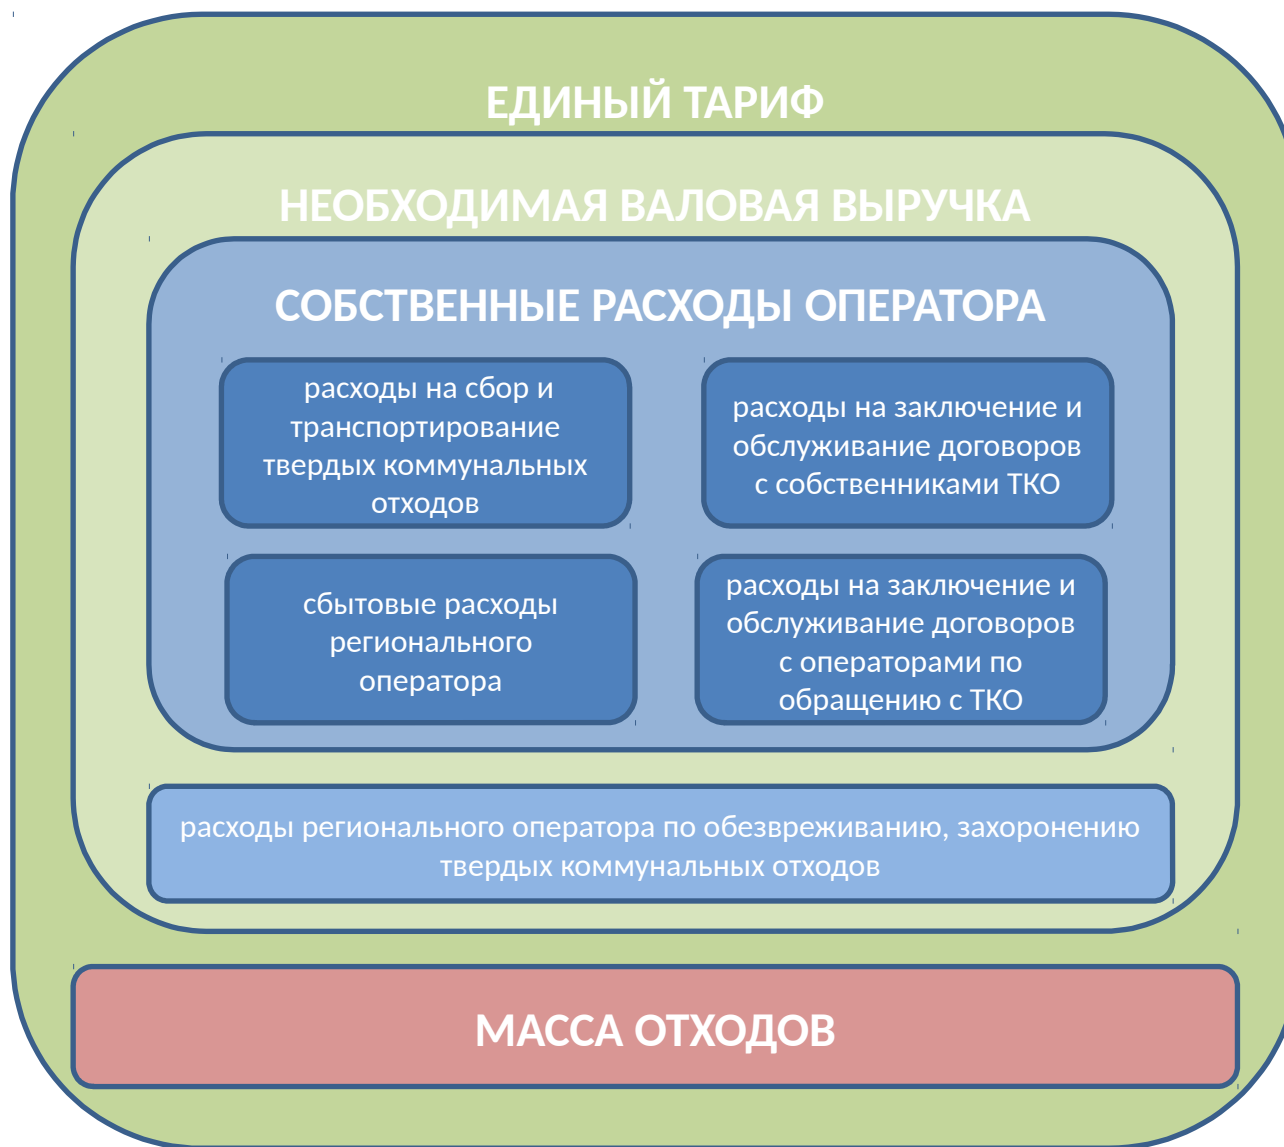 ЕДИНЫЙ ТАРИФ
НЕОБХОДИМАЯ ВАЛОВАЯ ВЫРУЧКА
СОБСТВЕННЫЕ РАСХОДЫ ОПЕРАТОРА
расходы на сбор и
транспортирование
твердых коммунальных
отходов
расходы на заключение и
обслуживание договоров
с собственниками ТКО
сбытовые расходы
регионального
оператора
расходы на заключение и
обслуживание договоров
с операторами по
обращению с ТКО
расходы регионального оператора по обезвреживанию, захоронению
твердых коммунальных отходов
МАССА ОТХОДОВ